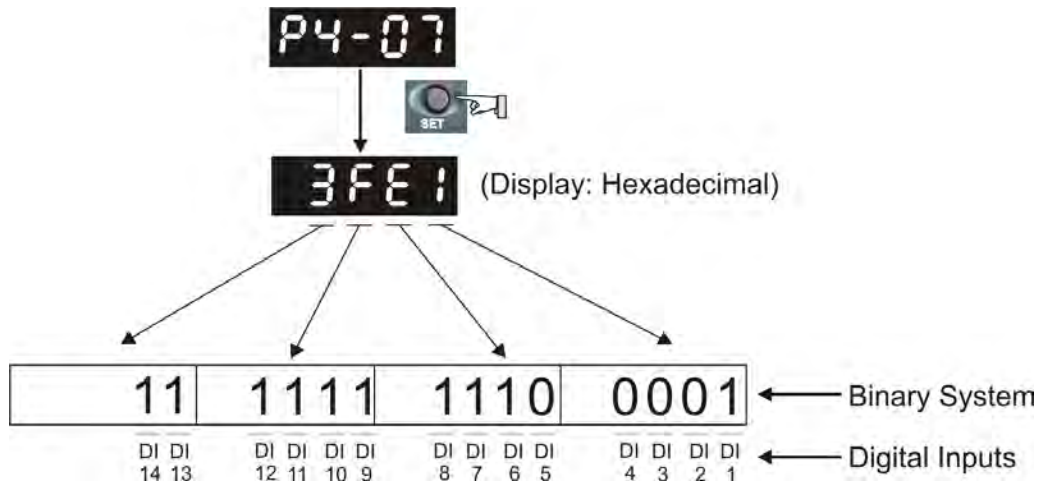 P4-07
SET
3FE1 (Display: Hexadecimal)
11 1111 1110 0001 Binary System
DI DI DI DI DI DI DI DI DI DI DI DI DI DI Digital Inputs
14 13 12 11 10 9 8 7 6 5 4 3 2 1